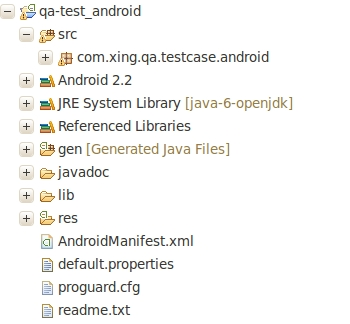 qa-test_android
src
com.xing.qa.testcase.android
Android 2.2
JRE System Library [java-6-openjdk]
Referenced Libraries
gen [Generated Java Files]
javadoc
lib
res
AndroidManifest.xml
default.properties
proguard.cfg
readme.txt